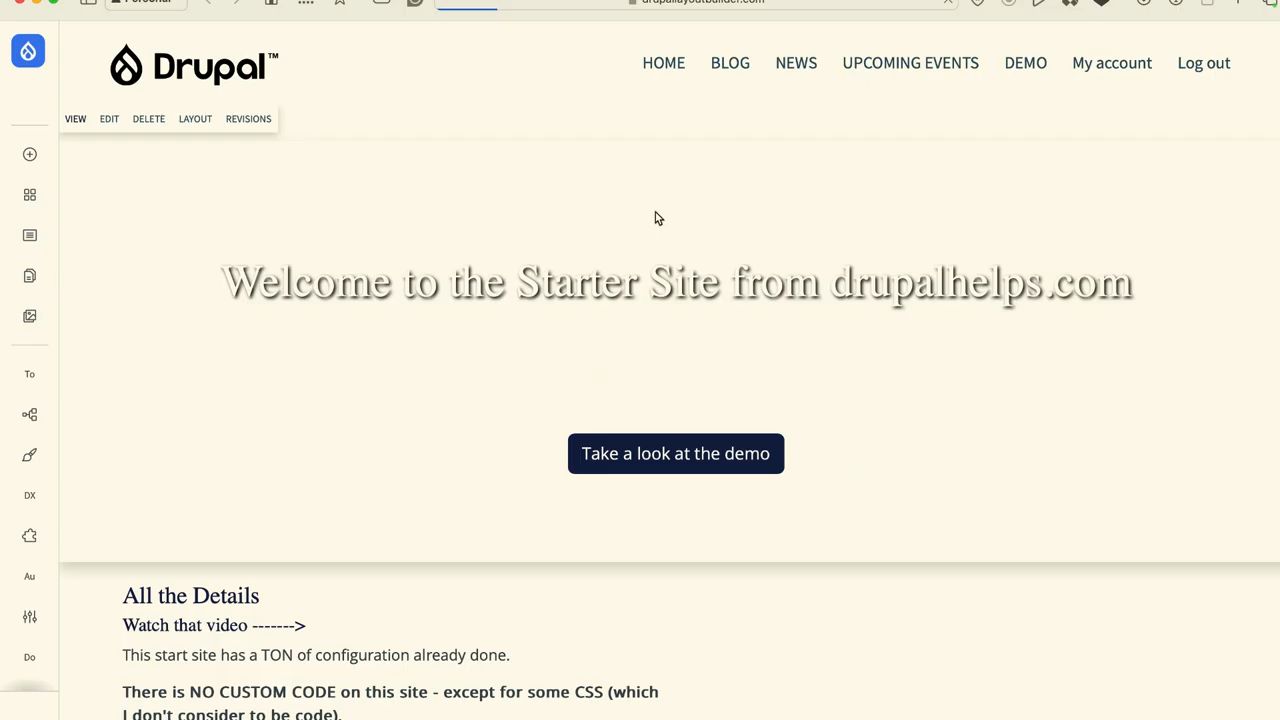 Personal
drupallayoutbuilder.com
Drupal™
HOME BLOG NEWS UPCOMING EVENTS DEMO My account Log out
VIEW EDIT DELETE LAYOUT REVISIONS
Welcome to the Starter Site from drupalhelps.com
To
Take a look at the demo
DX
Au
All the Details
Watch that video ------->
Do
This start site has a TON of configuration already done.
There is NO CUSTOM CODE on this site - except for some CSS (which
I don't consider to be code).